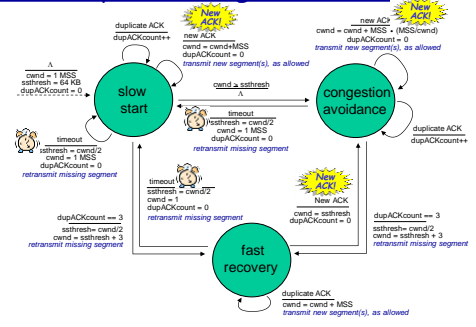 New
ACK!
duplicate ACK
dupACKcount++
new ACK
cwnd = cwnd+MSS
dupACKcount = 0
transmit new segment(s), as allowed
New
ACK!
new ACK
cwnd = cwnd + MSS • (MSS/cwnd)
dupACKcount = 0
transmit new segment(s), as allowed
Λ
cwnd = 1 MSS
ssthresh = 64 KB
dupACKcount = 0
slow
start
cwnd ≥ ssthresh
Λ
congestion
avoidance
timeout
ssthresh = cwnd/2
cwnd = 1 MSS
dupACKcount = 0
retransmit missing segment
timeout
ssthresh = cwnd/2
cwnd = 1 MSS
dupACKcount = 0
retransmit missing segment
duplicate ACK
dupACKcount++
timeout
ssthresh = cwnd/2
cwnd = 1
dupACKcount = 0
retransmit missing segment
New
ACK!
New ACK
cwnd = ssthresh
dupACKcount = 0
dupACKcount == 3
ssthresh= cwnd/2
cwnd = ssthresh + 3
retransmit missing segment
dupACKcount == 3
ssthresh= cwnd/2
cwnd = ssthresh + 3
retransmit missing segment
fast
recovery
duplicate ACK
cwnd = cwnd + MSS
transmit new segment(s), as allowed